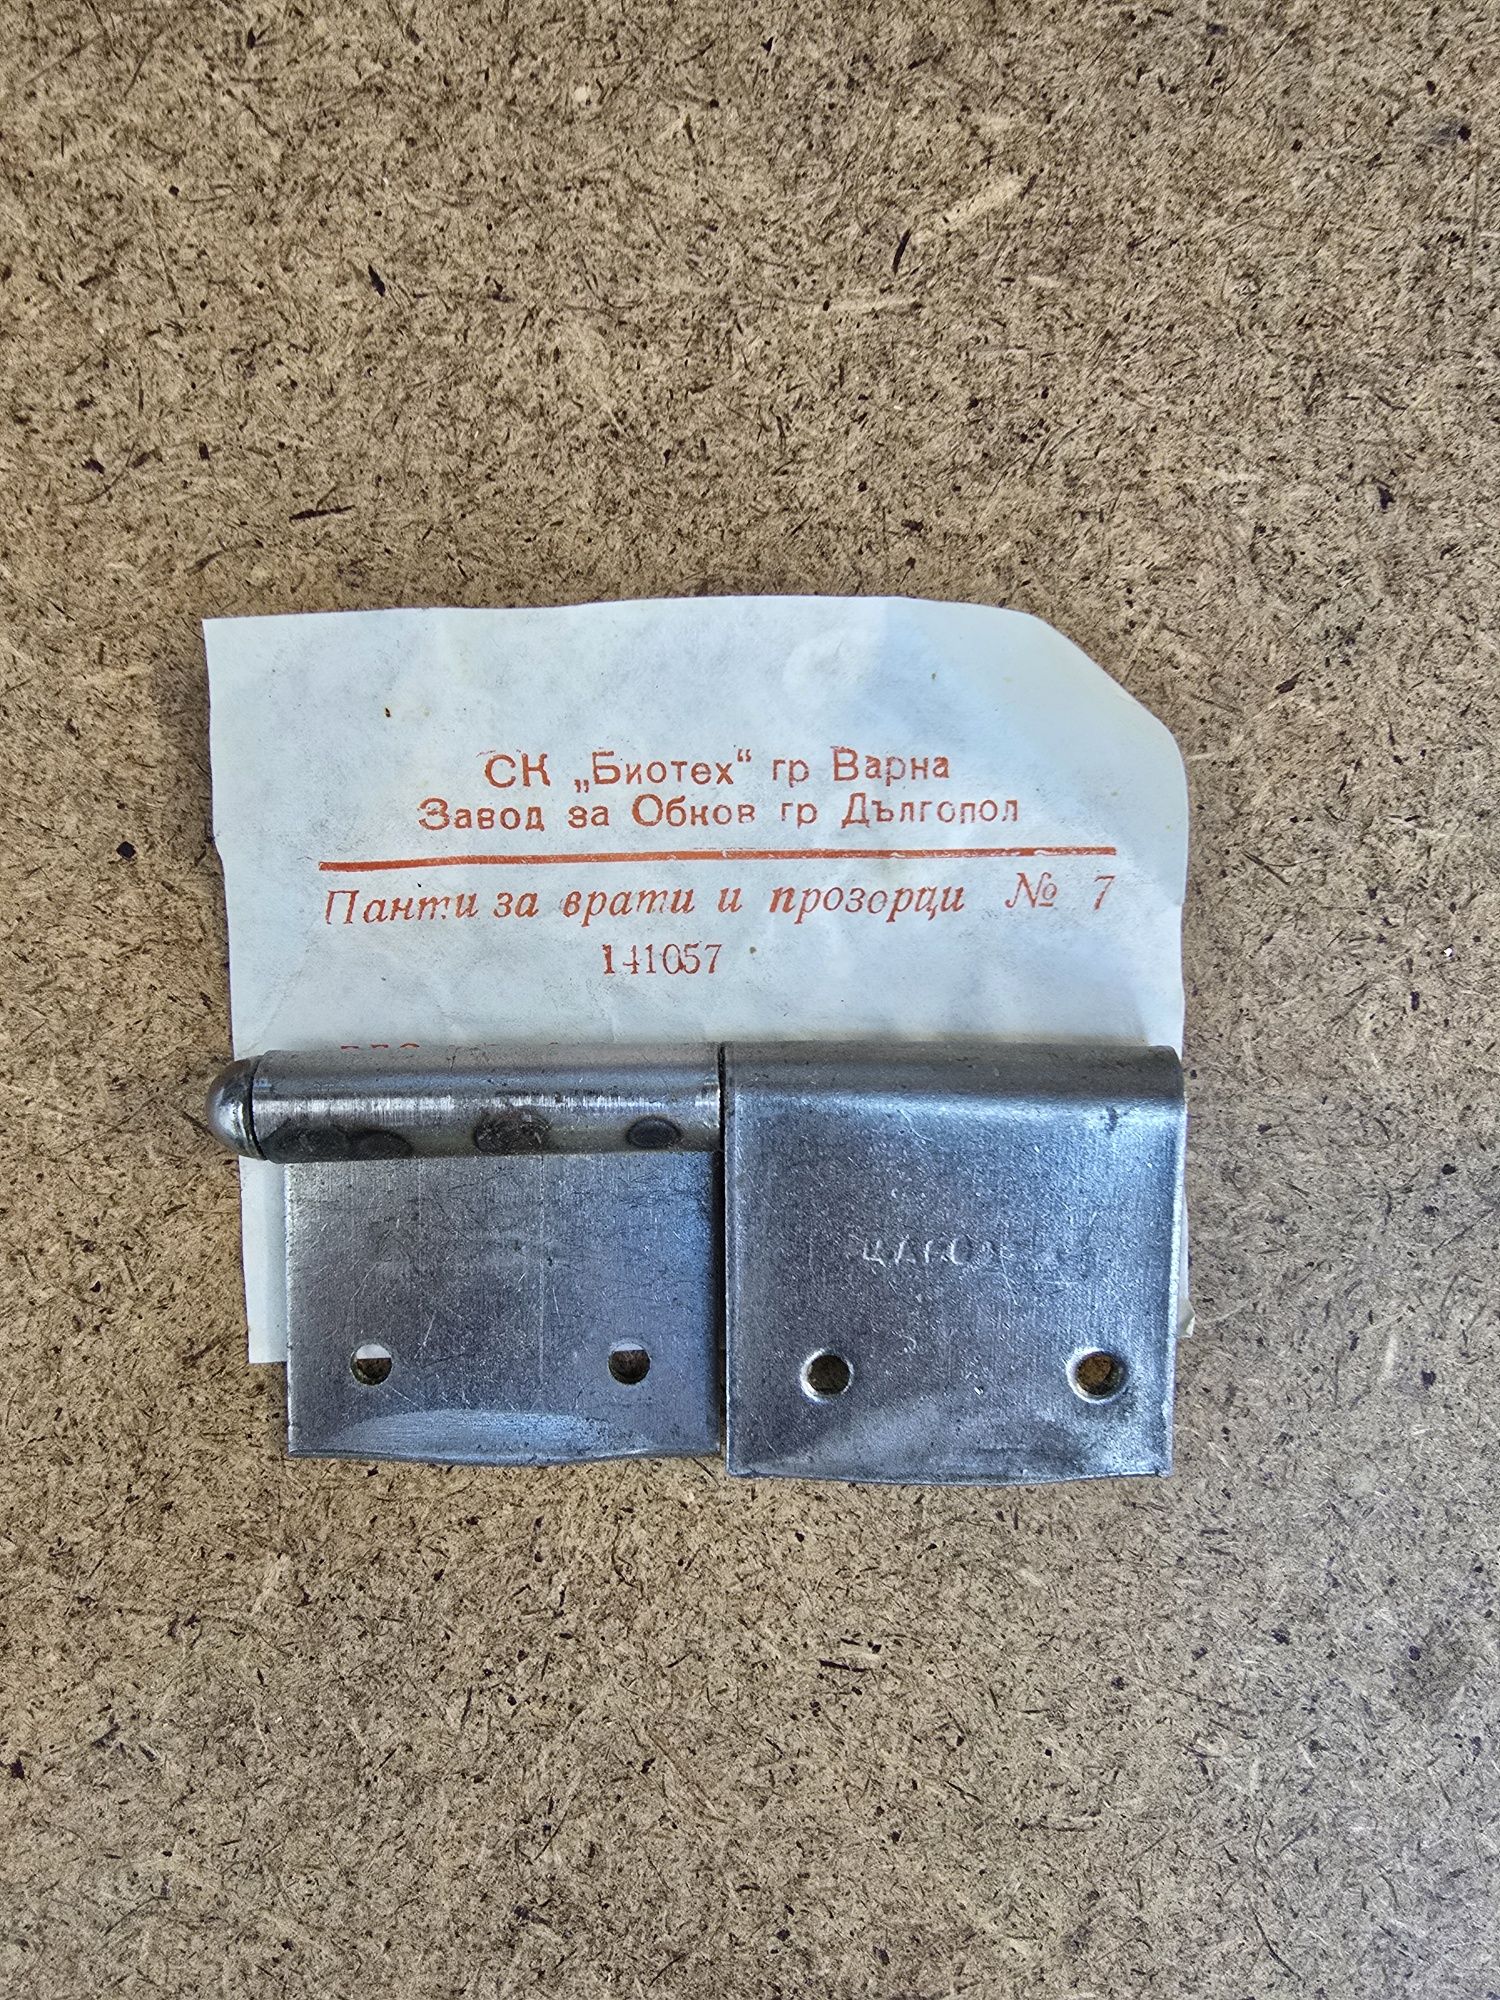 СК „Биотех“ гр Варна
Завод за Обков гр Дългопол
Панти за врати и прозорци № 7
141057